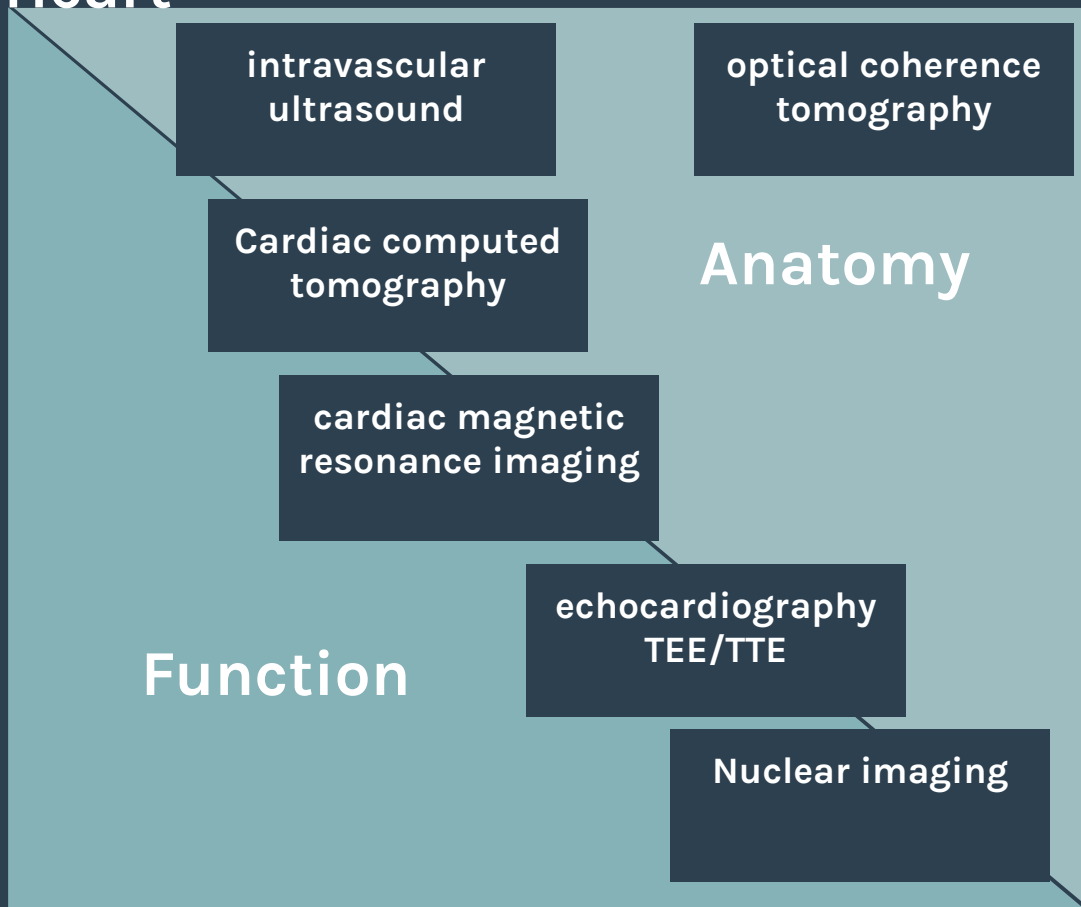 Heart
intravascular
ultrasound
optical coherence
tomography
Cardiac computed
tomography
Anatomy
cardiac magnetic
resonance imaging
echocardiography
TEE/TTE
Function
Nuclear imaging